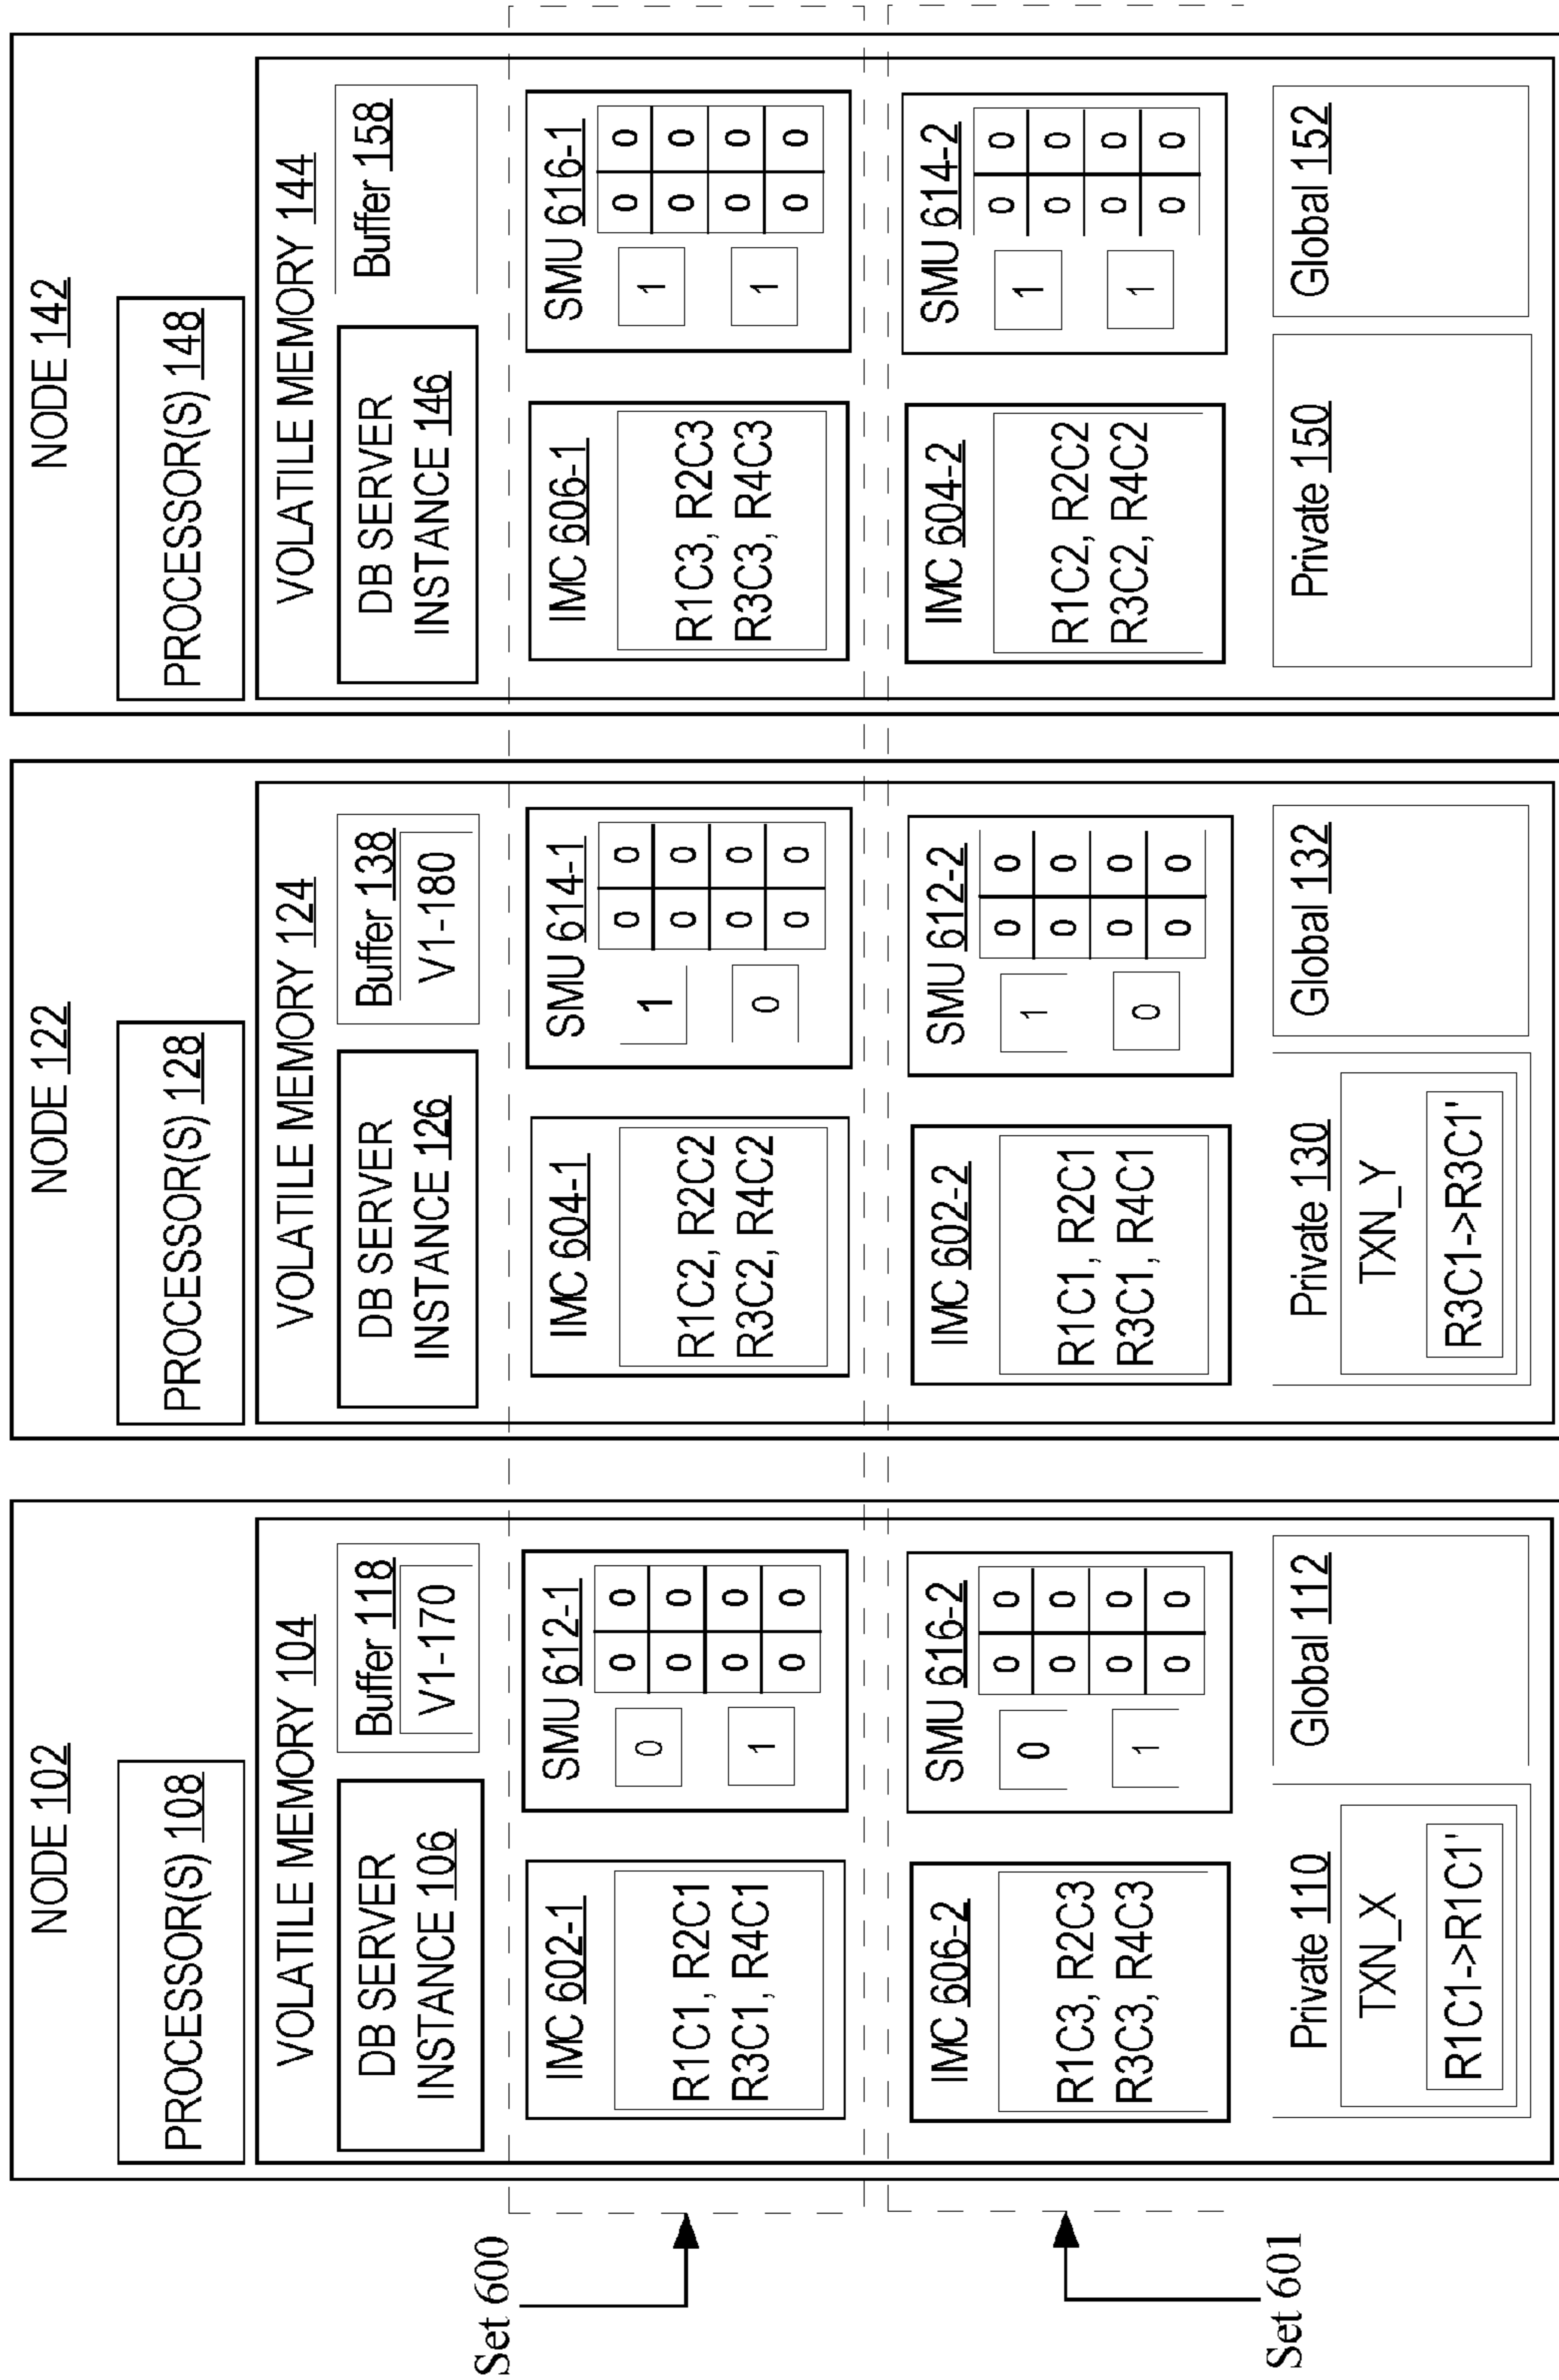 NODE 102
PROCESSOR(S) 108
VOLATILE MEMORY 104
DB SERVER
INSTANCE 106
Buffer 118
V1-170
Set 600
IMC 602-1
R1C1, R2C1
R3C1, R4C1
SMU 612-1
0
1
0 0
0 0
0 0
0 0
Set 601
IMC 606-2
R1C3, R2C3
R3C3, R4C3
SMU 616-2
0
1
0 0
0 0
0 0
0 0
Private 110
TXN_X
R1C1->R1C1'
Global 112
NODE 122
PROCESSOR(S) 128
VOLATILE MEMORY 124
DB SERVER
INSTANCE 126
Buffer 138
V1-180
IMC 604-1
R1C2, R2C2
R3C2, R4C2
SMU 614-1
1
0
0 0
0 0
0 0
0 0
IMC 602-2
R1C1, R2C1
R3C1, R4C1
SMU 612-2
1
0
0 0
0 0
0 0
0 0
Private 130
TXN_Y
R3C1->R3C1'
Global 132
NODE 142
PROCESSOR(S) 148
VOLATILE MEMORY 144
DB SERVER
INSTANCE 146
Buffer 158
IMC 606-1
R1C3, R2C3
R3C3, R4C3
SMU 616-1
1
1
0 0
0 0
0 0
0 0
IMC 604-2
R1C2, R2C2
R3C2, R4C2
SMU 614-2
1
1
0 0
0 0
0 0
0 0
Private 150
Global 152